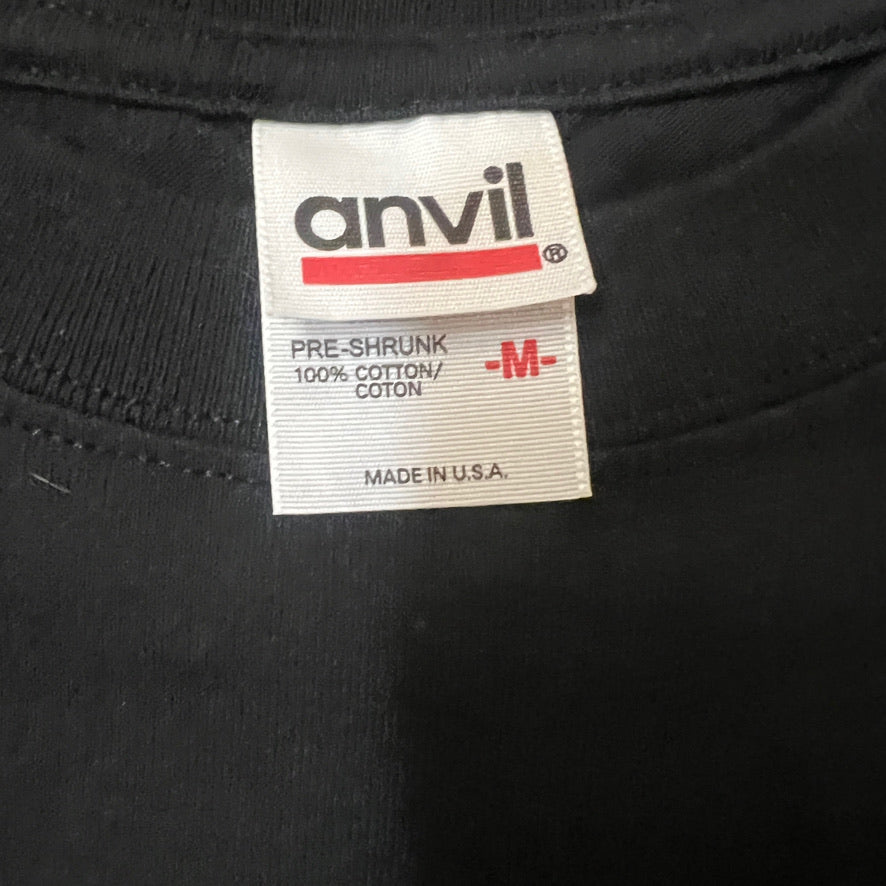 anvil®
PRE-SHRUNK
-M-
100% COTTON/
COTON
MADE IN U.S.A.